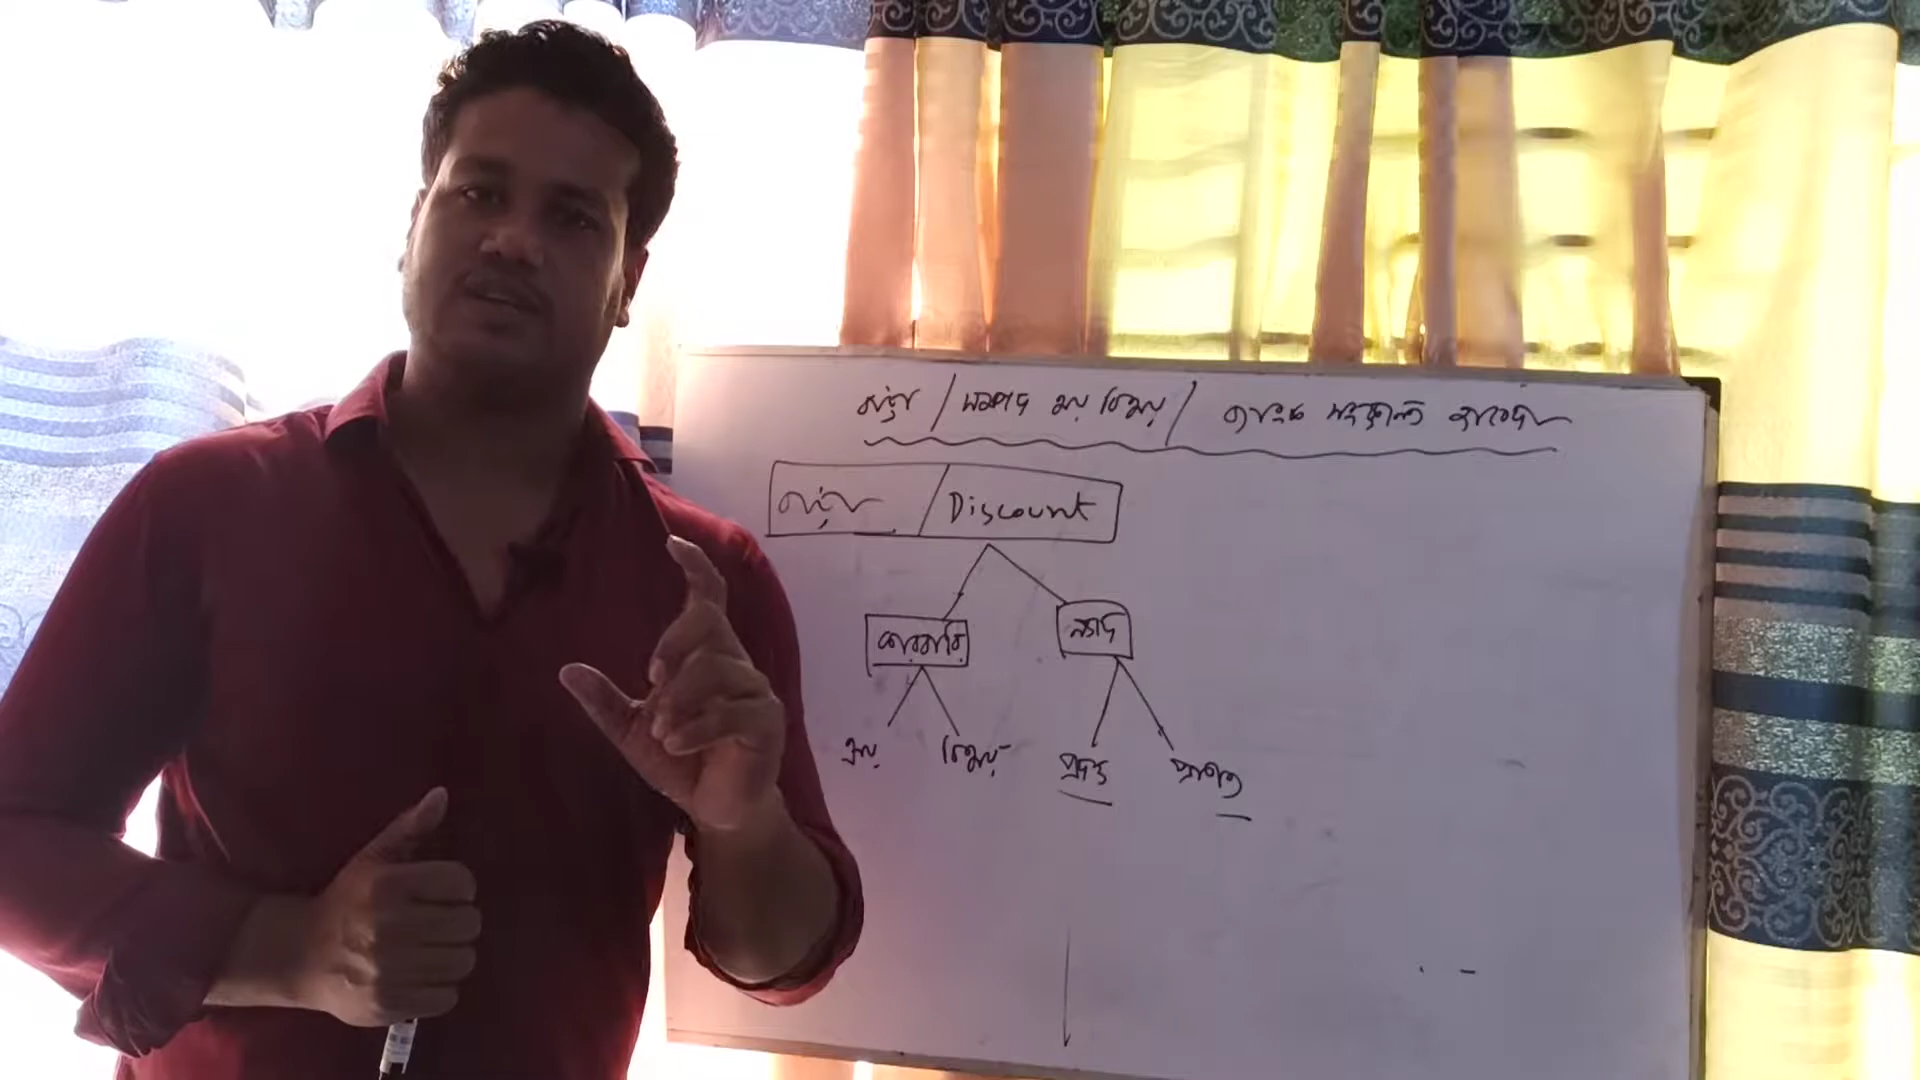 বাট্টা / নগদ ক্রয় বিক্রয় / ব্যাংক সংক্রান্ত জাবেদা
বাট্টা / Discount
কারবারি নগদ
ক্রয় বিক্রয় প্রদত্ত প্রাপ্ত